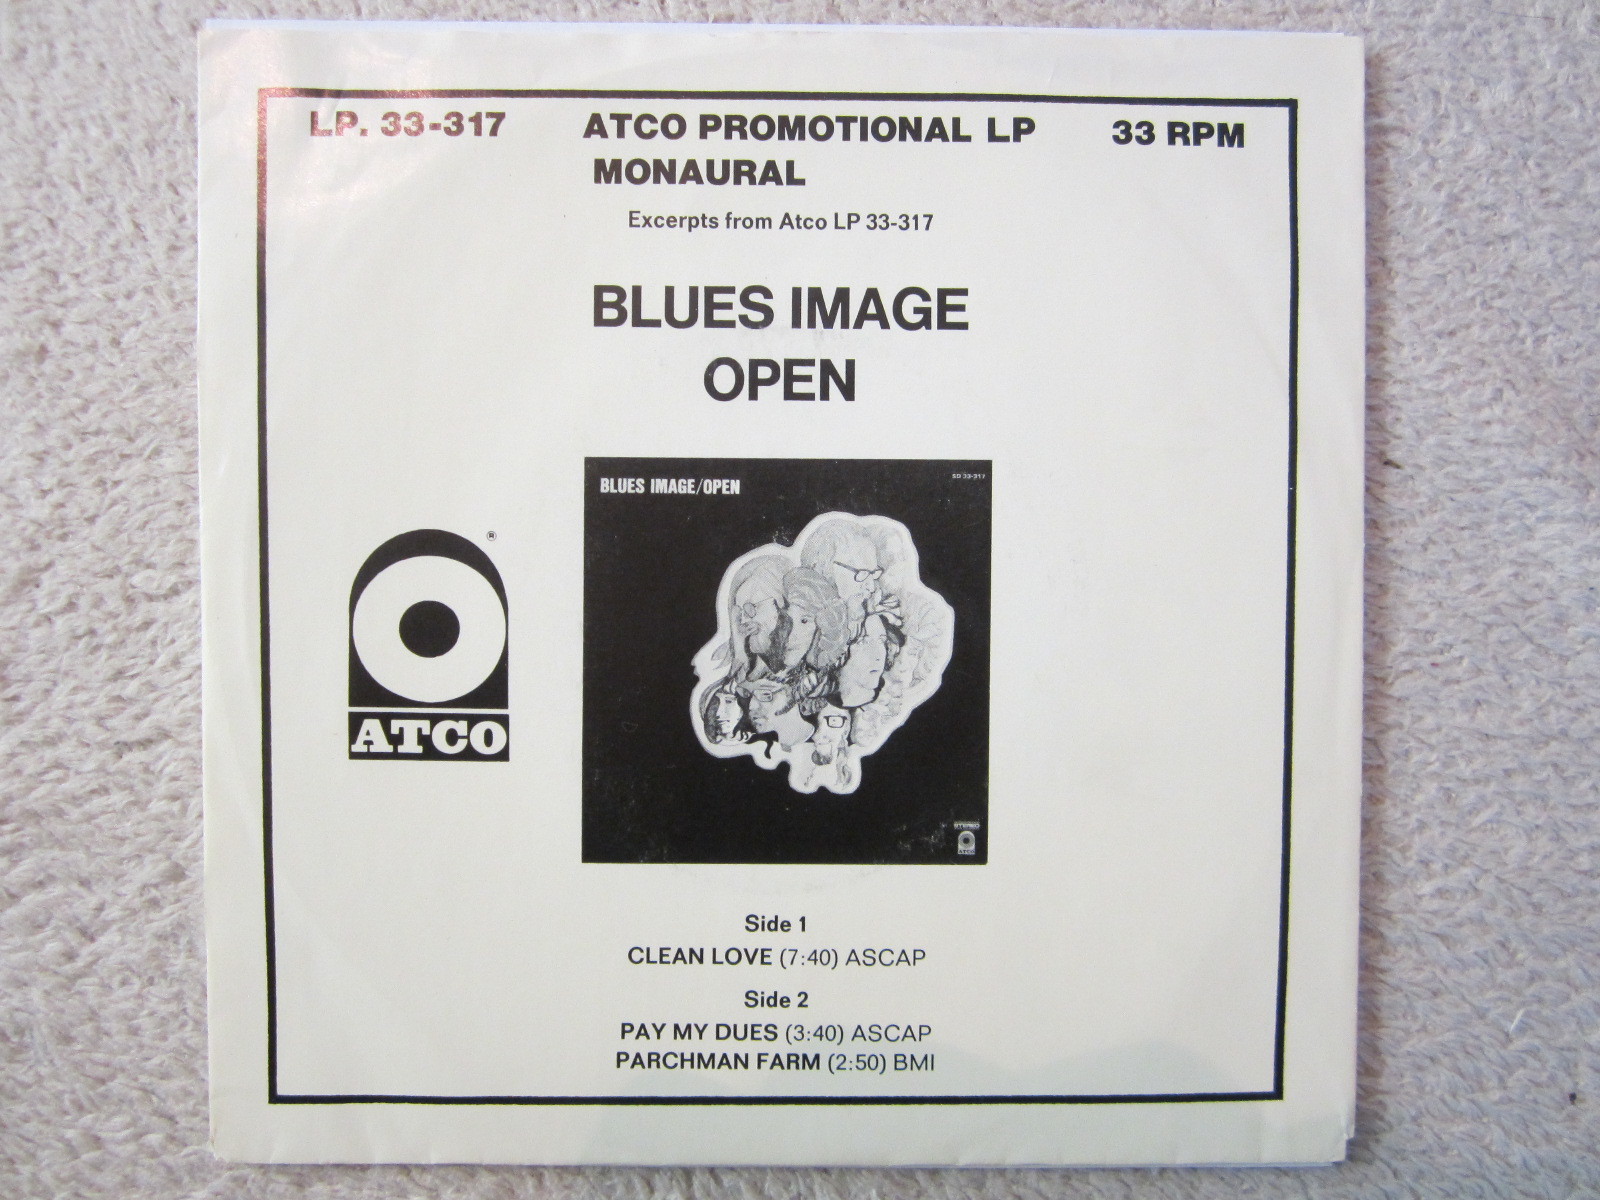 LP. 33-317 ATCO PROMOTIONAL LP 33 RPM
MONAURAL
Excerpts from Atco LP 33-317
BLUES IMAGE
OPEN
BLUES IMAGE/OPEN SD 33-317
®
ATCO
STEREO
ATCO
Side 1
CLEAN LOVE (7:40) ASCAP
Side 2
PAY MY DUES (3:40) ASCAP
PARCHMAN FARM (2:50) BMI